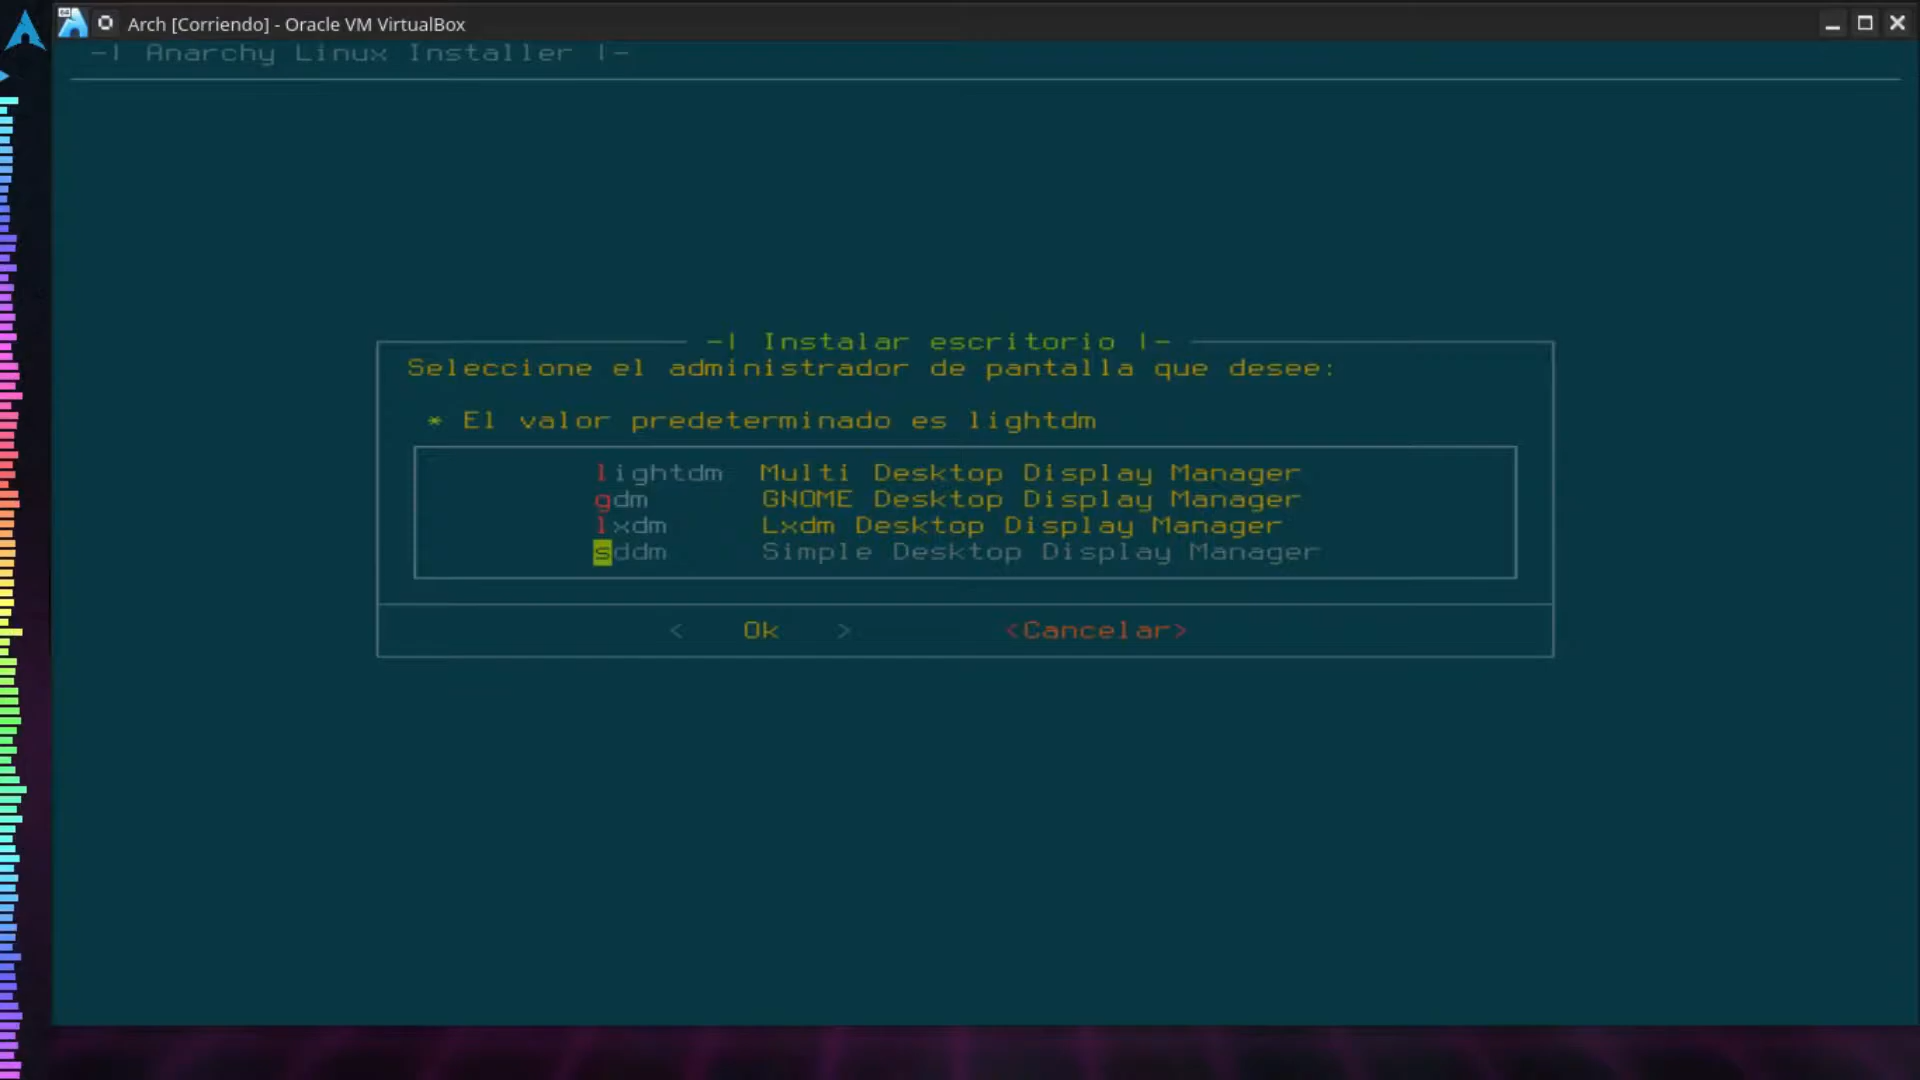 Arch [Corriendo] - Oracle VM VirtualBox
-| Anarchy Linux Installer |-
-| Instalar escritorio |-
Seleccione el administrador de pantalla que desee:
* El valor predeterminado es lightdm
lightdm Multi Desktop Display Manager
gdm GNOME Desktop Display Manager
lxdm Lxdm Desktop Display Manager
sddm Simple Desktop Display Manager
< Ok > <Cancelar>